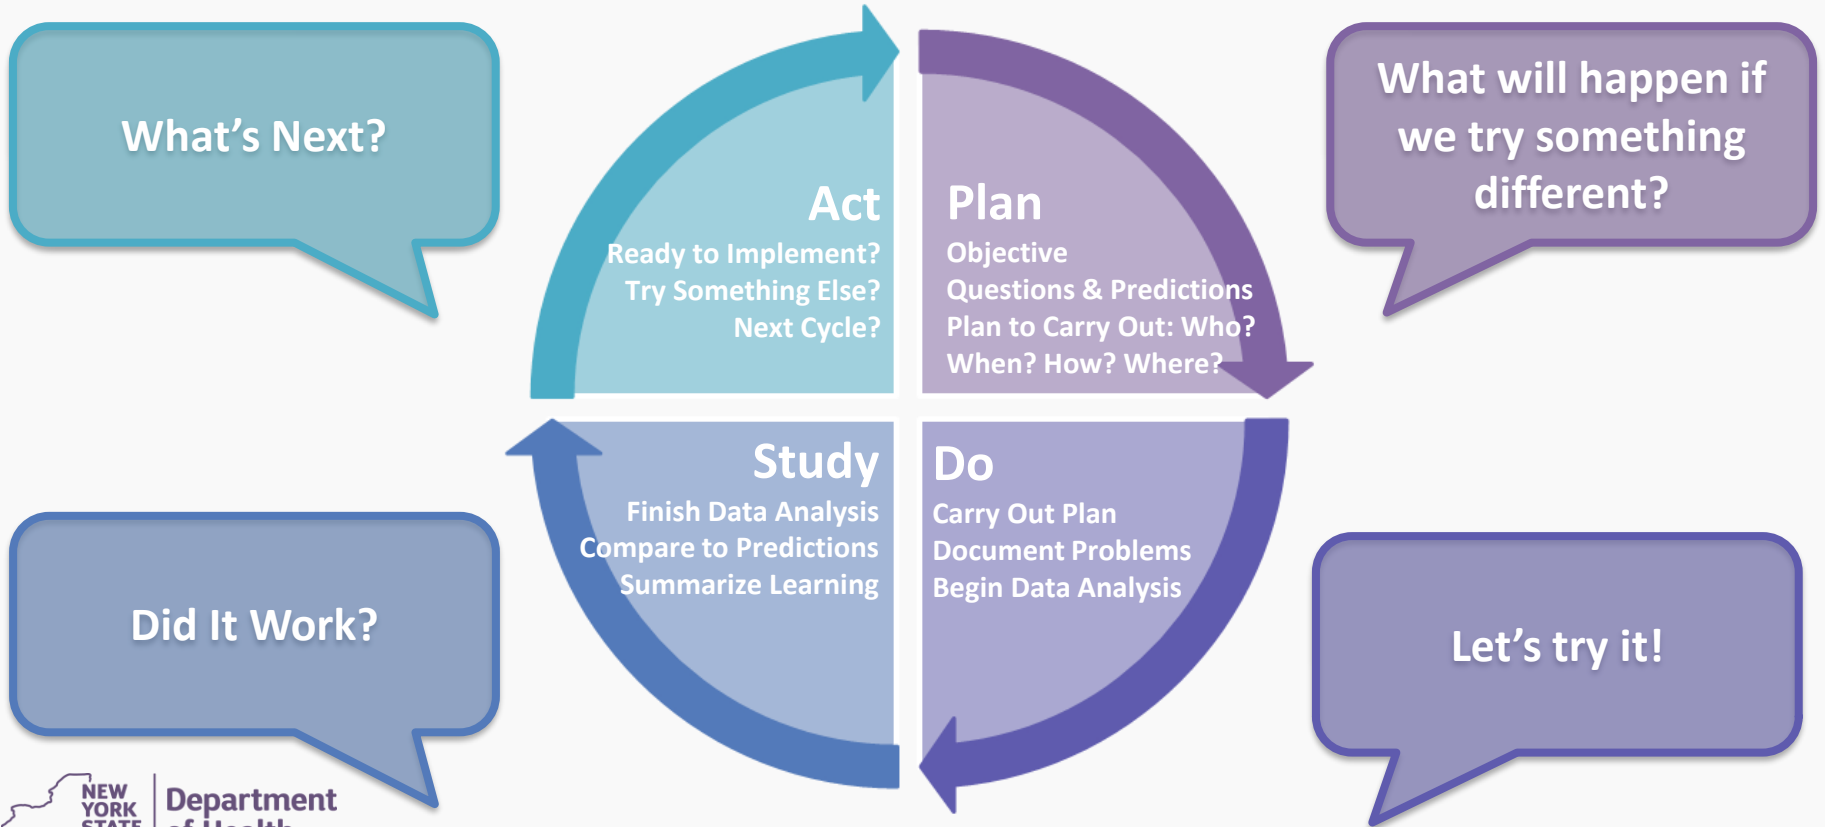 What's Next?
What will happen if
we try something
different?
Act
Ready to Implement?
Try Something Else?
Next Cycle?
Plan
Objective
Questions & Predictions
Plan to Carry Out: Who?
When? How? Where?
Study
Finish Data Analysis
Compare to Predictions
Summarize Learning
Do
Carry Out Plan
Document Problems
Begin Data Analysis
Did It Work?
Let's try it!
NEW
YORK
STATE
Department
of Health